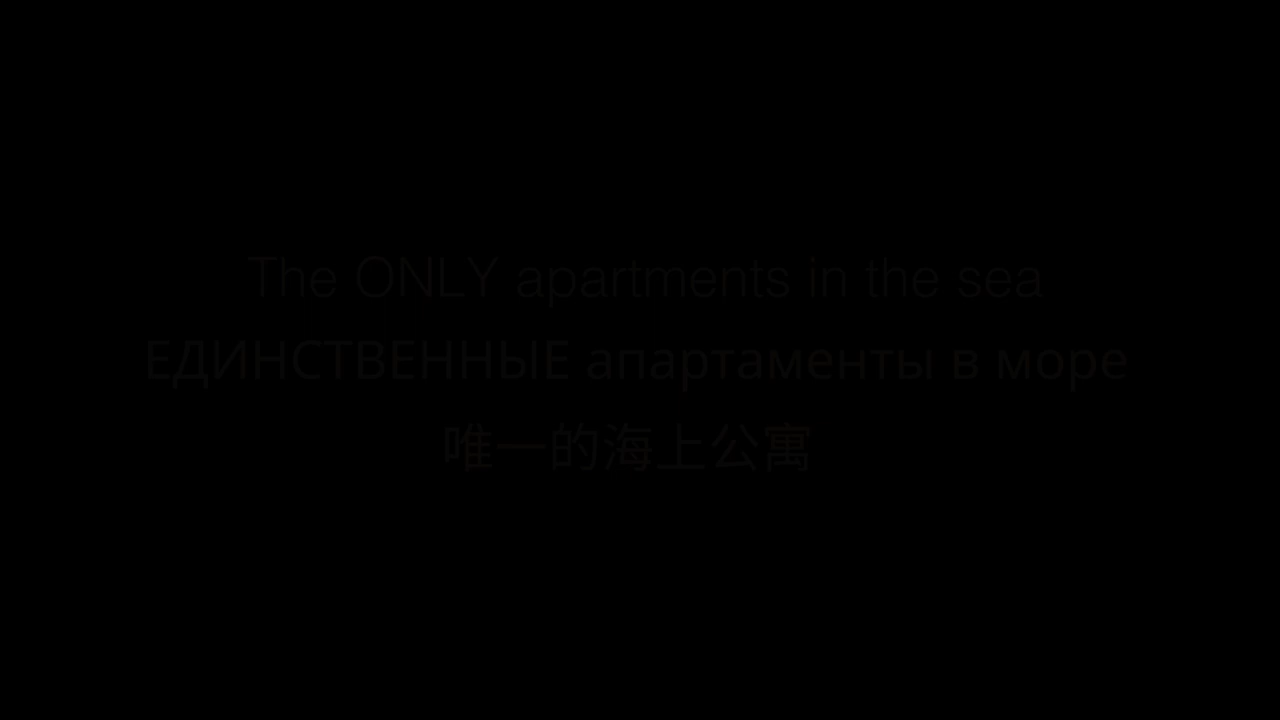 The ONLY apartments in the sea
ЕДИНСТВЕННЫЕ апартаменты в море
唯一的海上公寓